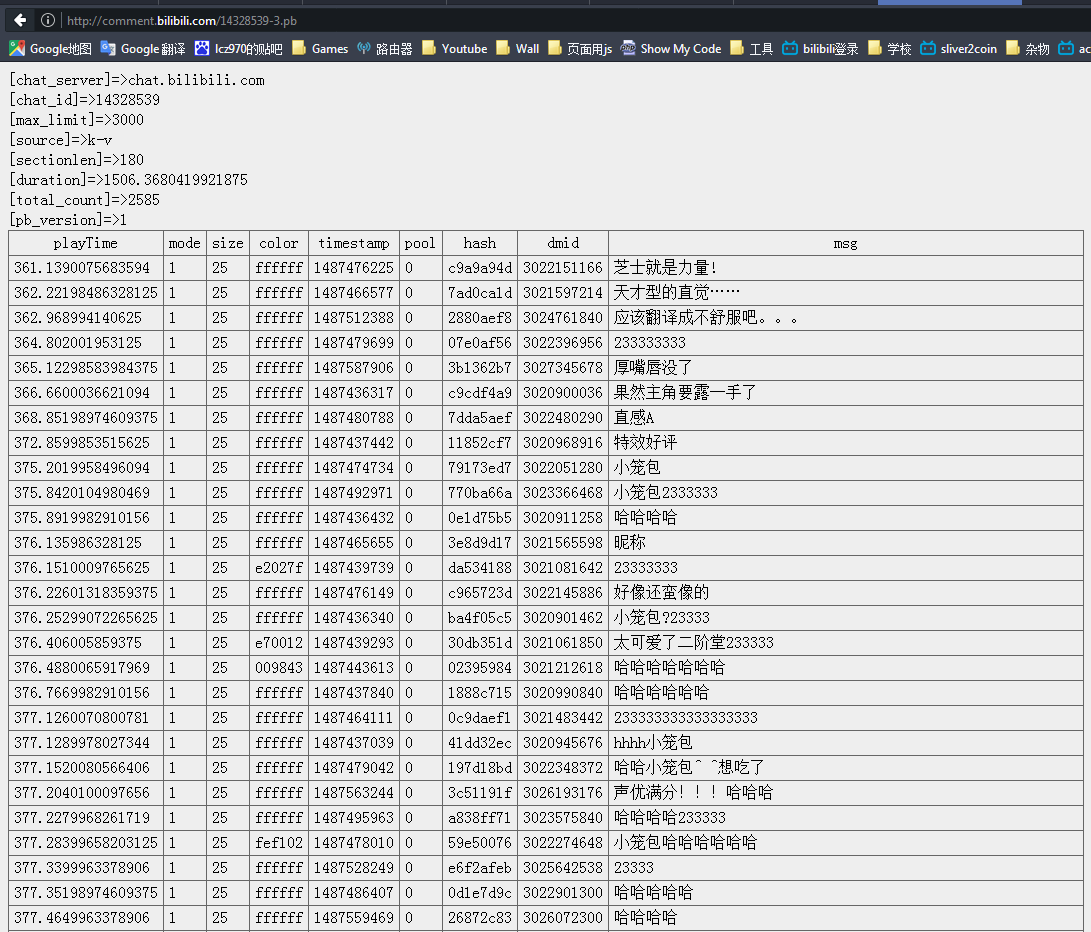 http://comment.bilibili.com/14328539-3.pb
Google地图 Google 翻译 lcz970的贴吧 Games 路由器 Youtube Wall 页面用js Show My Code 工具 bilibili登录 学校 sliver2coin 杂物 ac
[chat_server]=>chat.bilibili.com
[chat_id]=>14328539
[max_limit]=>3000
[source]=>k-v
[sectionlen]=>180
[duration]=>1506.3680419921875
[total_count]=>2585
[pb_version]=>1
playTime mode size color timestamp pool hash dmid msg
361.1390075683594 1 25 ffffff 1487476225 0 c9a9a94d 3022151166 芝士就是力量!
362.22198486328125 1 25 ffffff 1487466577 0 7ad0ca1d 3021597214 天才型的直觉……
362.968994140625 1 25 ffffff 1487512388 0 2880aef8 3024761840 应该翻译成不舒服吧。。。
364.802001953125 1 25 ffffff 1487479699 0 07e0af56 3022396956 233333333
365.12298583984375 1 25 ffffff 1487587906 0 3b1362b7 3027345678 厚嘴唇没了
366.6600036621094 1 25 ffffff 1487436317 0 c9cdf4a9 3020900036 果然主角要露一手了
368.85198974609375 1 25 ffffff 1487480788 0 7dda5aef 3022480290 直感A
372.8599853515625 1 25 ffffff 1487437442 0 11852cf7 3020968916 特效好评
375.2019958496094 1 25 ffffff 1487474734 0 79173ed7 3022051280 小笼包
375.8420104980469 1 25 ffffff 1487492971 0 770ba66a 3023366468 小笼包2333333
375.8919982910156 1 25 ffffff 1487436432 0 0e1d75b5 3020911258 哈哈哈哈
376.135986328125 1 25 ffffff 1487465655 0 3e8d9d17 3021565598 昵称
376.1510009765625 1 25 e2027f 1487439739 0 da534188 3021081642 23333333
376.22601318359375 1 25 ffffff 1487476149 0 c965723d 3022145886 好像还蛮像的
376.25299072265625 1 25 ffffff 1487436340 0 ba4f05c5 3020901462 小笼包?23333
376.406005859375 1 25 e70012 1487439293 0 30db351d 3021061850 太可爱了二阶堂233333
376.4880065917969 1 25 009843 1487443613 0 02395984 3021212618 哈哈哈哈哈哈哈
376.7669982910156 1 25 ffffff 1487437840 0 1888c715 3020990840 哈哈哈哈哈哈
377.1260070800781 1 25 ffffff 1487464111 0 0c9daef1 3021483442 233333333333333333
377.1289978027344 1 25 ffffff 1487437039 0 41dd32ec 3020945676 hhhh小笼包
377.1520080566406 1 25 ffffff 1487479042 0 197d18bd 3022348372 哈哈小笼包^ ^想吃了
377.2040100097656 1 25 ffffff 1487563244 0 3c51191f 3026193176 声优满分!!!哈哈哈
377.2279968261719 1 25 ffffff 1487495963 0 a838ff71 3023575840 哈哈哈哈233333
377.28399658203125 1 25 fef102 1487478010 0 59e50076 3022274648 小笼包哈哈哈哈哈哈
377.3399963378906 1 25 ffffff 1487528249 0 e6f2afeb 3025642538 23333
377.35198974609375 1 25 ffffff 1487486407 0 0d1e7d9c 3022901300 哈哈哈哈哈
377.4649963378906 1 25 ffffff 1487559469 0 26872c83 3026072300 哈哈哈哈